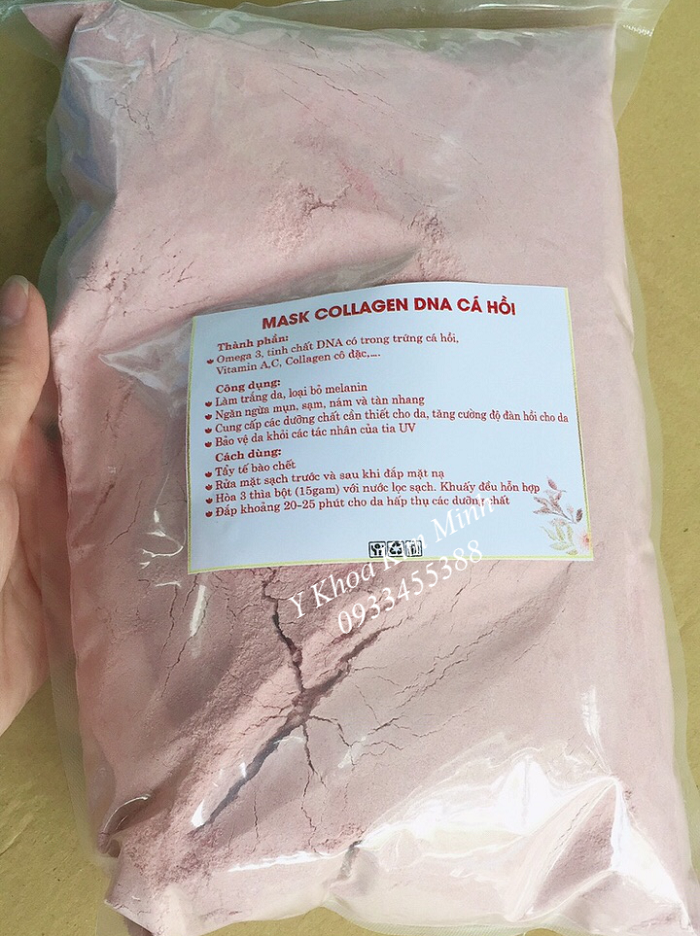 MASK COLLAGEN DNA CÁ HỒI
Thành phần:
Omega 3, tinh chất DNA có trong trứng cá hồi,
Vitamin A,C, Collagen cô đặc,....
Công dụng:
Làm trắng da, loại bỏ melanin
Ngăn ngừa mụn, sạm, nám và tàn nhang
Cung cấp các dưỡng chất cần thiết cho da, tăng cường độ đàn hồi cho da
Bảo vệ da khỏi các tác nhân của tia UV
Cách dùng:
Tẩy tế bào chết
Rửa mặt sạch trước và sau khi đắp mặt nạ
Hòa 3 thìa bột (15gam) với nước lọc sạch. Khuấy đều hỗn hợp
Đắp khoảng 20-25 phút cho da hấp thụ các dưỡng chất
Y Khoa Kim Minh
0933455388